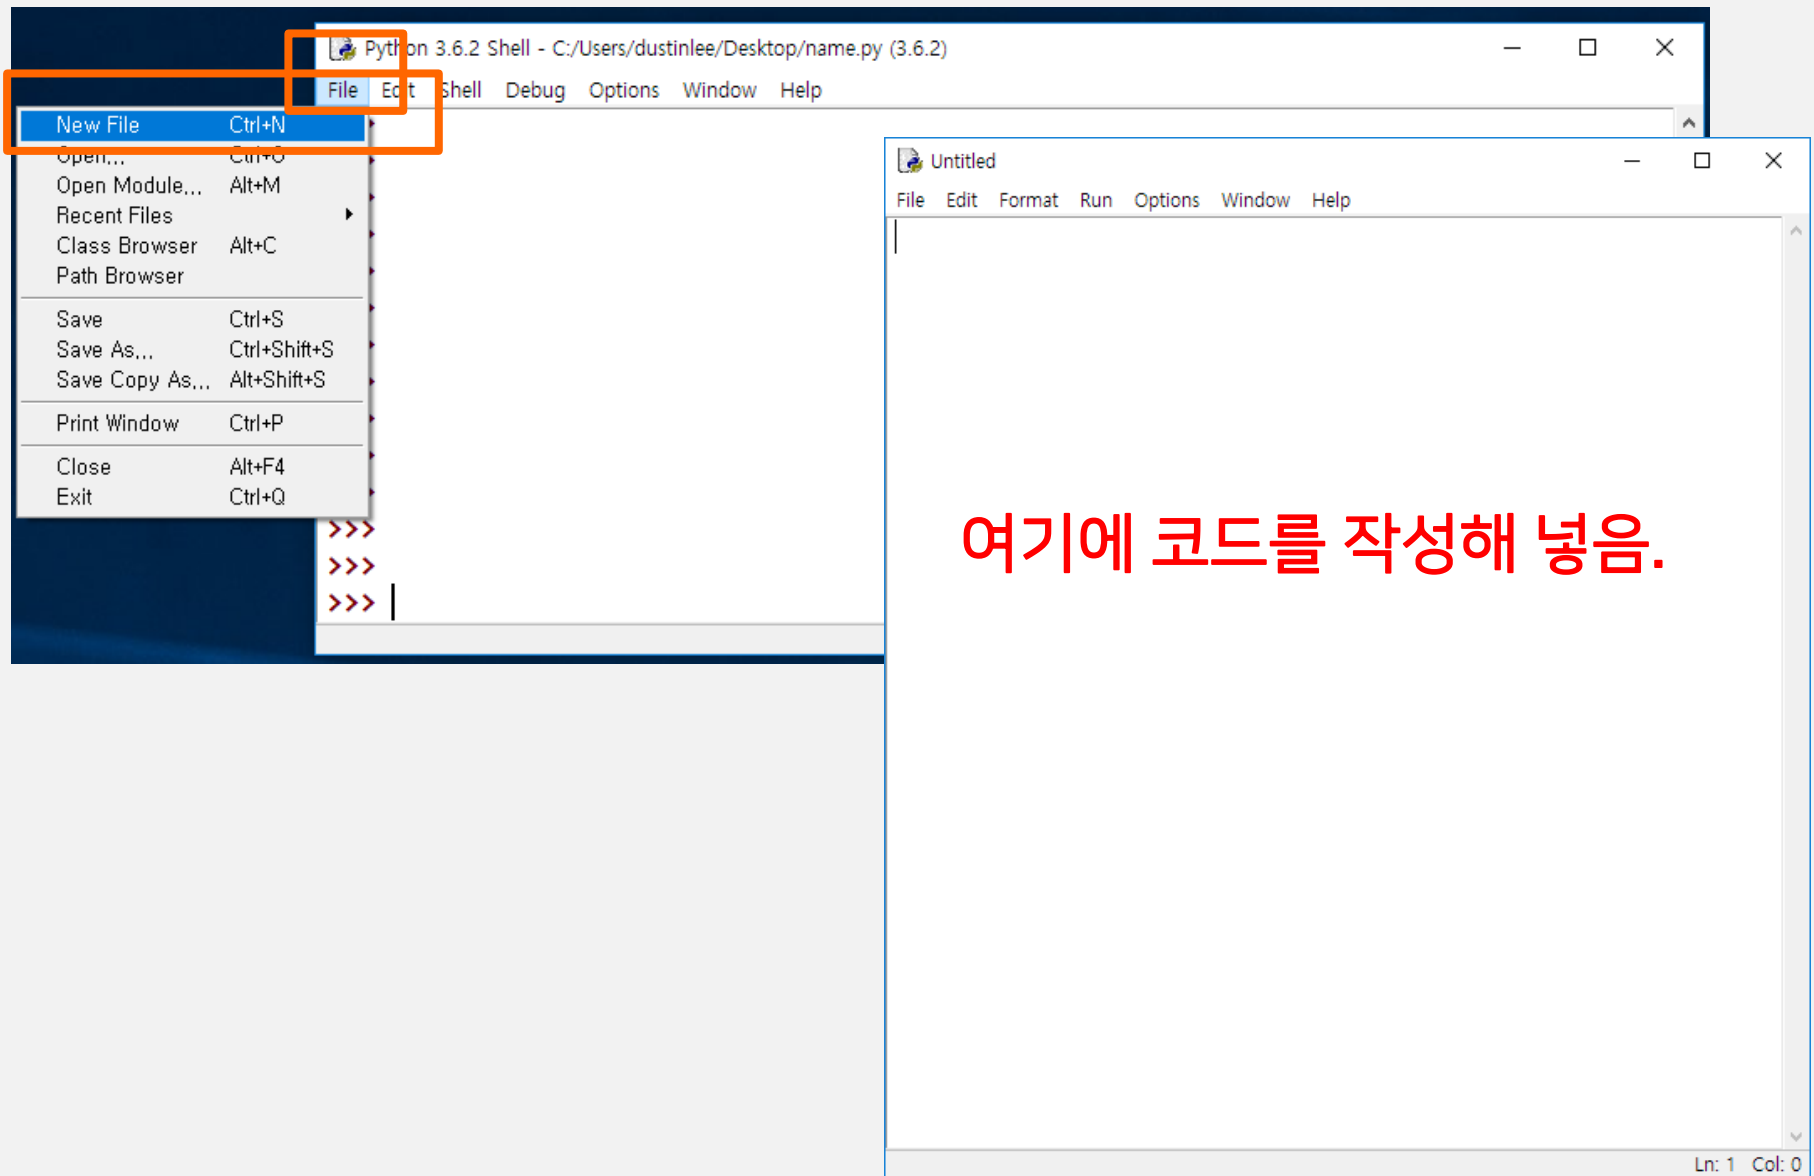 Python 3.6.2 Shell - C:/Users/dustinlee/Desktop/name.py (3.6.2)
File Edit Shell Debug Options Window Help
New File Ctrl+N
Open... Ctrl+O
Open Module... Alt+M
Recent Files
Class Browser Alt+C
Path Browser
Save Ctrl+S
Save As... Ctrl+Shift+S
Save Copy As... Alt+Shift+S
Print Window Ctrl+P
Close Alt+F4
Exit Ctrl+Q
>>>
>>>
>>>
Untitled
File Edit Format Run Options Window Help
여기에 코드를 작성해 넣음.
Ln: 1 Col: 0